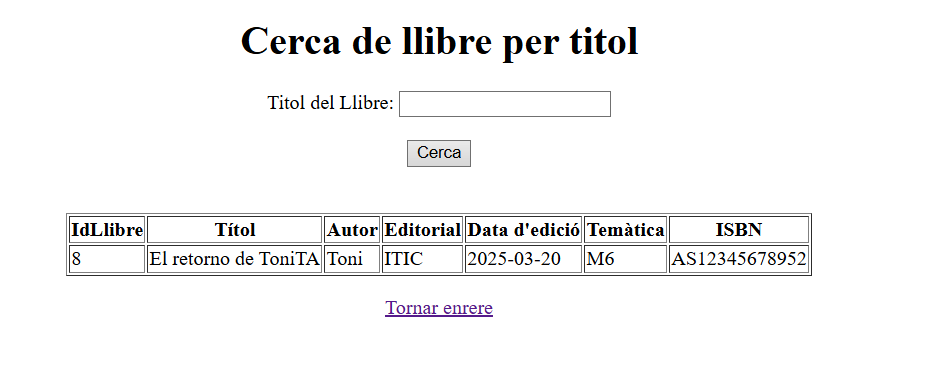 Cerca de llibre per titol
Titol del Llibre:
Cerca
IdLlibre Títol Autor Editorial Data d'edició Temàtica ISBN
8 El retorno de ToniTA Toni ITIC 2025-03-20 M6 AS12345678952
Tornar enrere